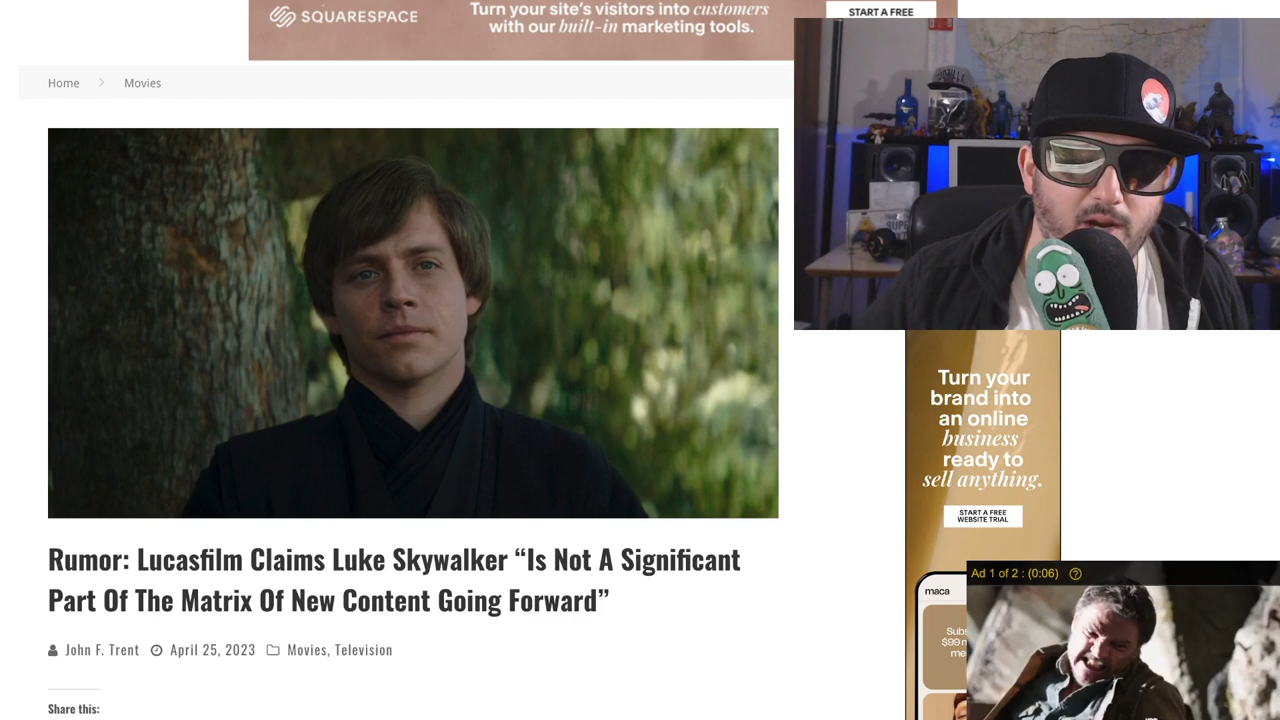 SQUARESPACE
Turn your site's visitors into customers
with our built-in marketing tools.
START A FREE
Home
Movies
Turn your
brand into
an online
business
ready to
sell anything.
START A FREE
WEBSITE TRIAL
Rumor: Lucasfilm Claims Luke Skywalker “Is Not A Significant
Part Of The Matrix Of New Content Going Forward”
Ad 1 of 2 : (0:06)
maca
John F. Trent
April 25, 2023
Movies, Television
Share this: